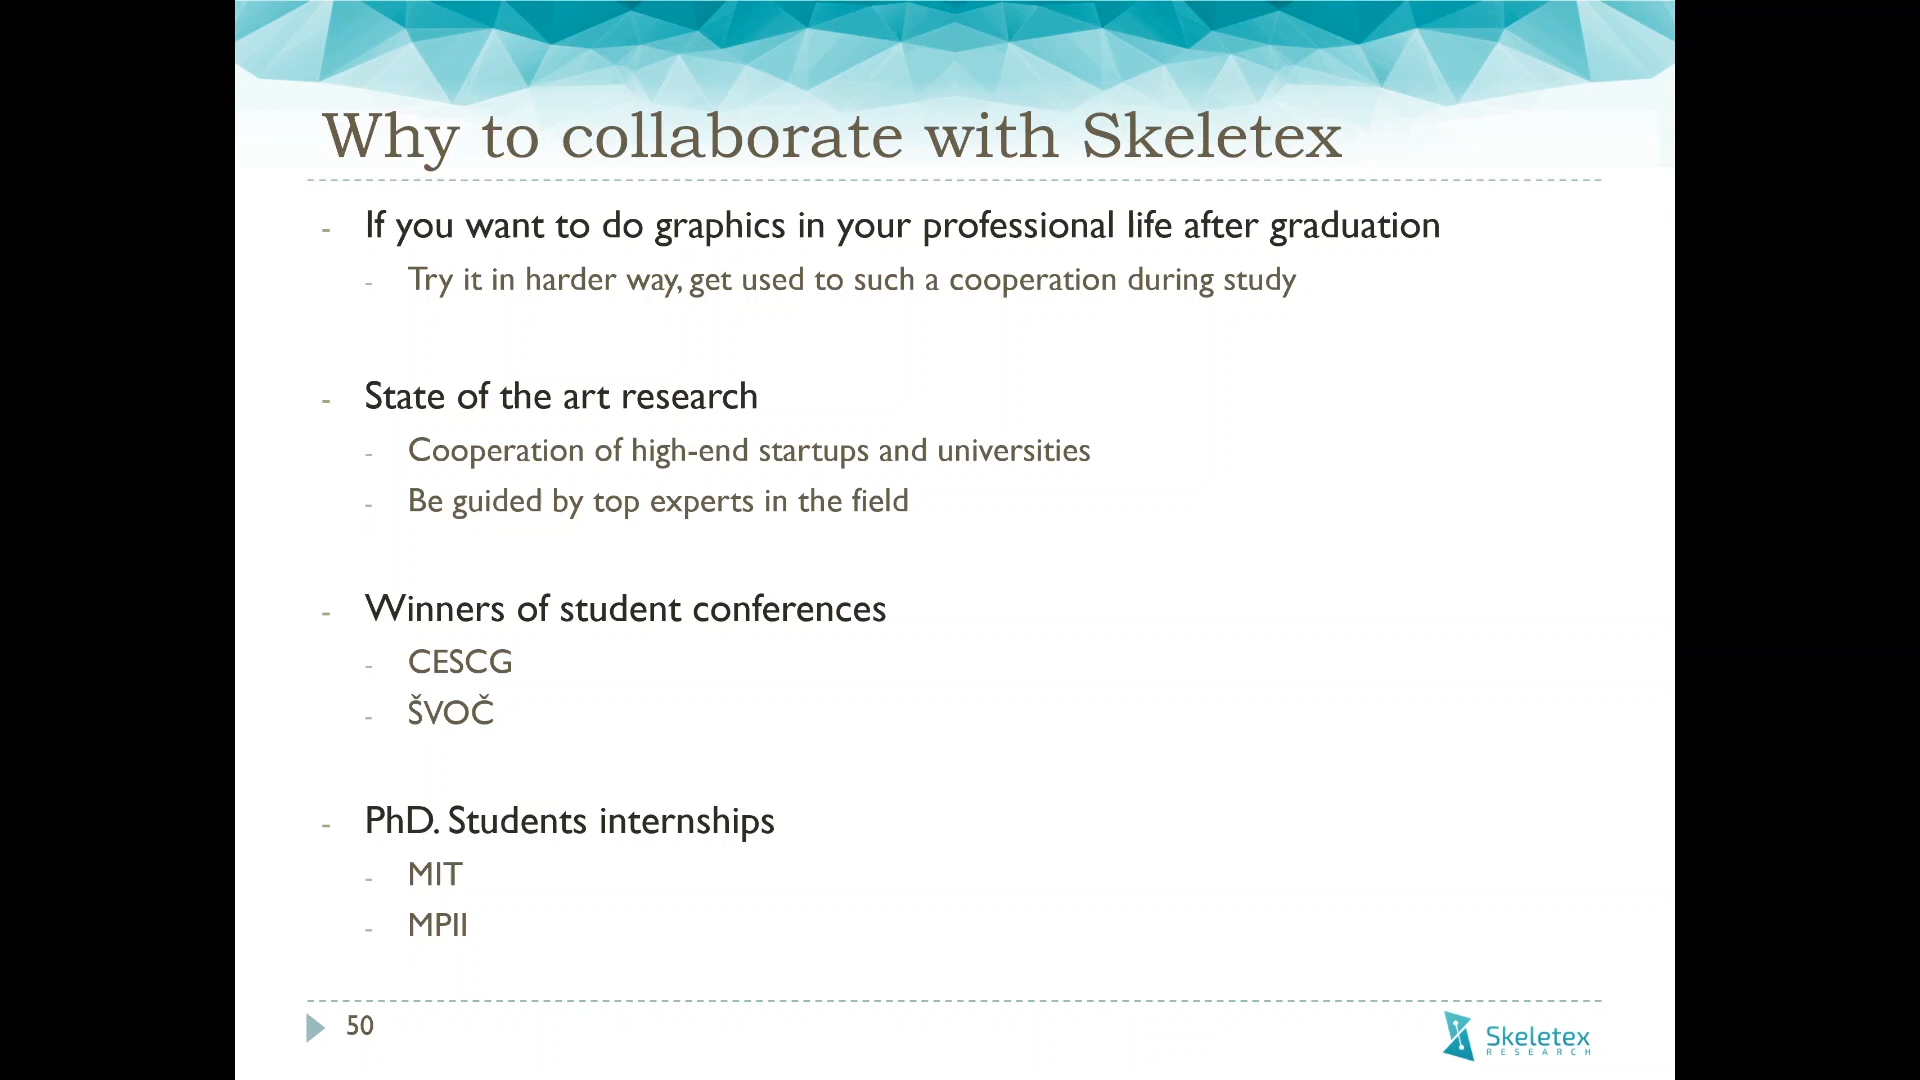 Why to collaborate with Skeletex
- If you want to do graphics in your professional life after graduation
- Try it in harder way, get used to such a cooperation during study
- State of the art research
- Cooperation of high-end startups and universities
- Be guided by top experts in the field
- Winners of student conferences
- CESCG
- ŠVOČ
- PhD. Students internships
- MIT
- MPII
50
Skeletex
RESEARCH